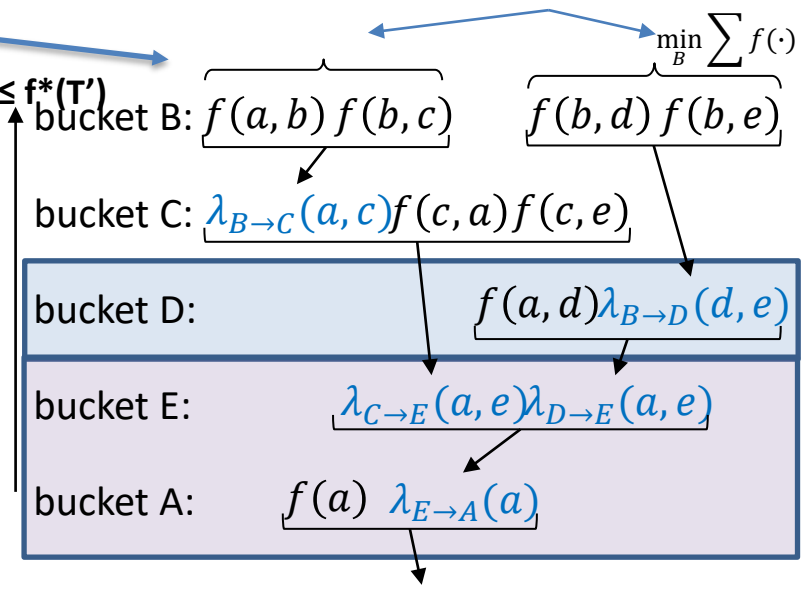 min_B ∑ f(·)
≤ f*(T’)
bucket B: f(a, b) f(b, c) f(b, d) f(b, e)
bucket C: λ_{B→C}(a, c)f(c, a)f(c, e)
bucket D: f(a, d)λ_{B→D}(d, e)
bucket E: λ_{C→E}(a, e)λ_{D→E}(a, e)
bucket A: f(a) λ_{E→A}(a)